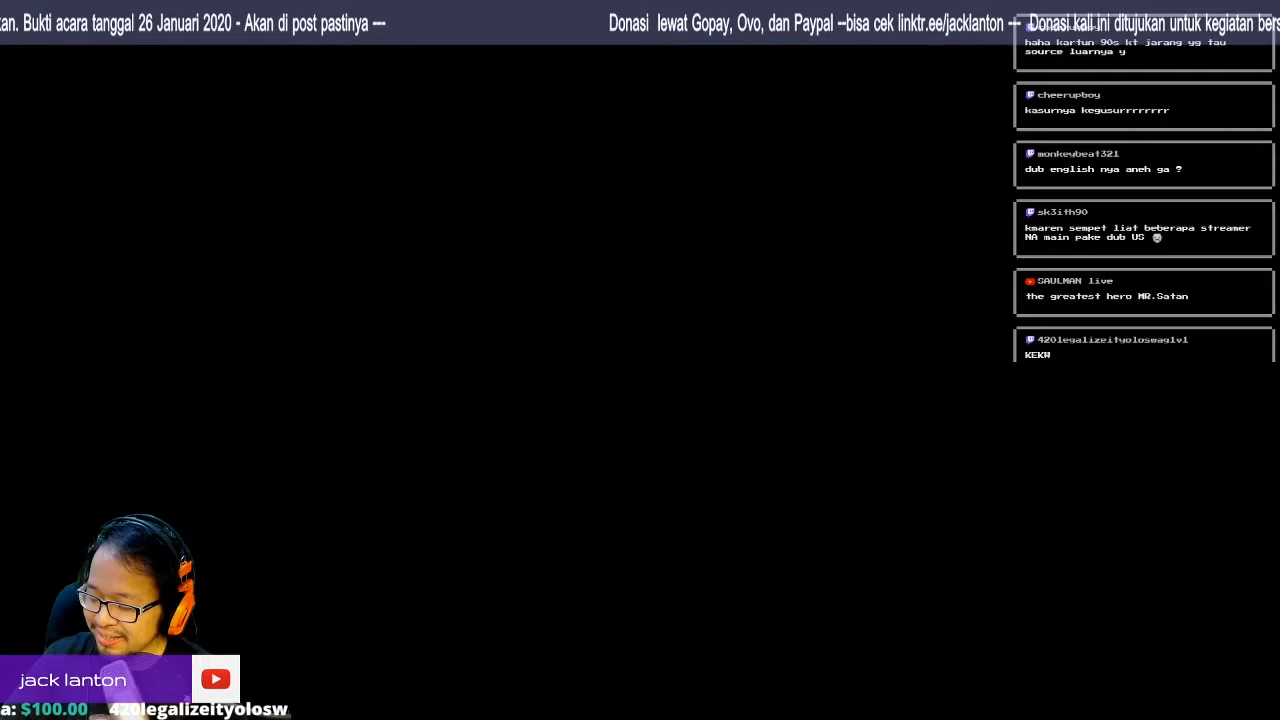 an. Bukti acara tanggal 26 Januari 2020 - Akan di post pastinya ---
Donasi lewat Gopay, Ovo, dan Paypal --bisa cek linktr.ee/jacklanton --- Donasi kali ini ditujukan untuk kegiatan bers
haha kartun 90s kt jarang yg tau
source luarnya y
cheerupboy
kasurnya kegusurrrrrrrr
monkeybeat321
dub english nya aneh ga ?
sk3ith90
kmaren sempet liat beberapa streamer
NA main pake dub US
SAULMAN live
the greatest hero MR.Satan
420legalizeityoloswag1v1
KEKW
jack lanton
a: $100.00 420legalizeityolosw